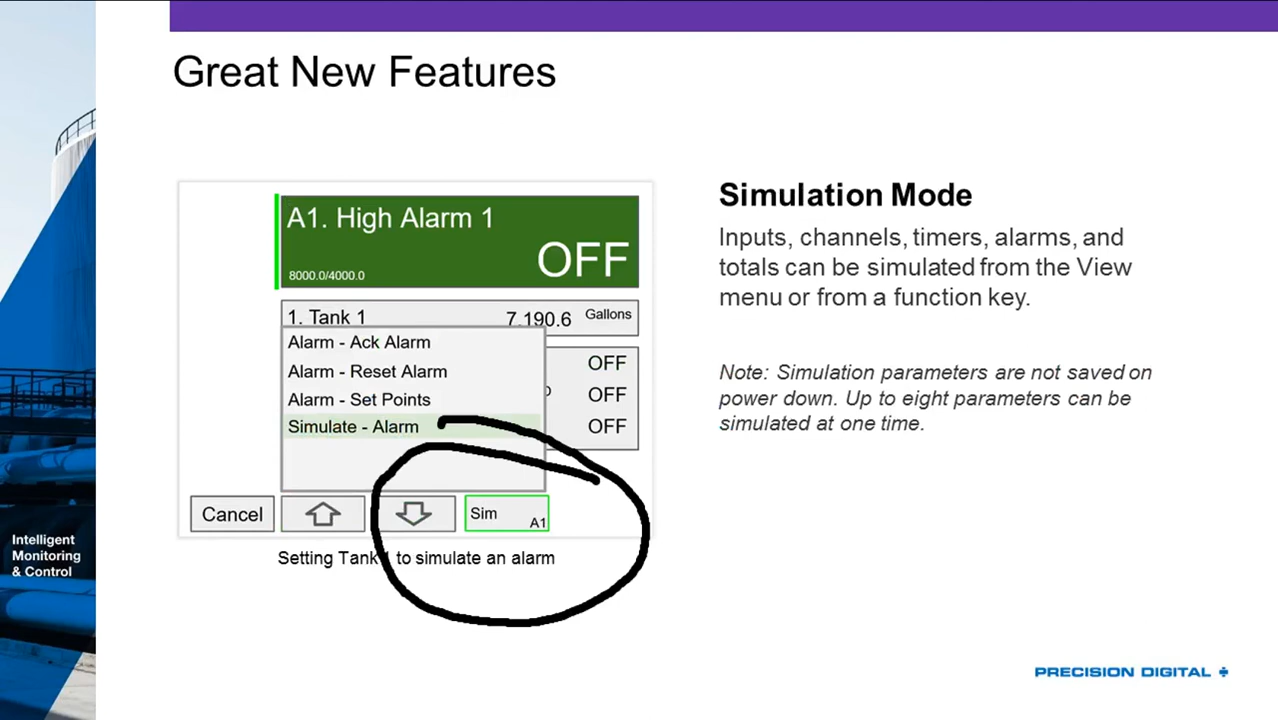 Great New Features
A1. High Alarm 1
OFF
8000.0/4000.0
1. Tank 1
7,190.6
Gallons
Alarm - Ack Alarm
OFF
Alarm - Reset Alarm
Alarm - Set Points
OFF
Simulate - Alarm
OFF
Cancel
Sim
A1
Setting Tank 1 to simulate an alarm
Simulation Mode
Inputs, channels, timers, alarms, and
totals can be simulated from the View
menu or from a function key.
Note: Simulation parameters are not saved on
power down. Up to eight parameters can be
simulated at one time.
Intelligent
Monitoring
& Control
PRECISION DIGITAL